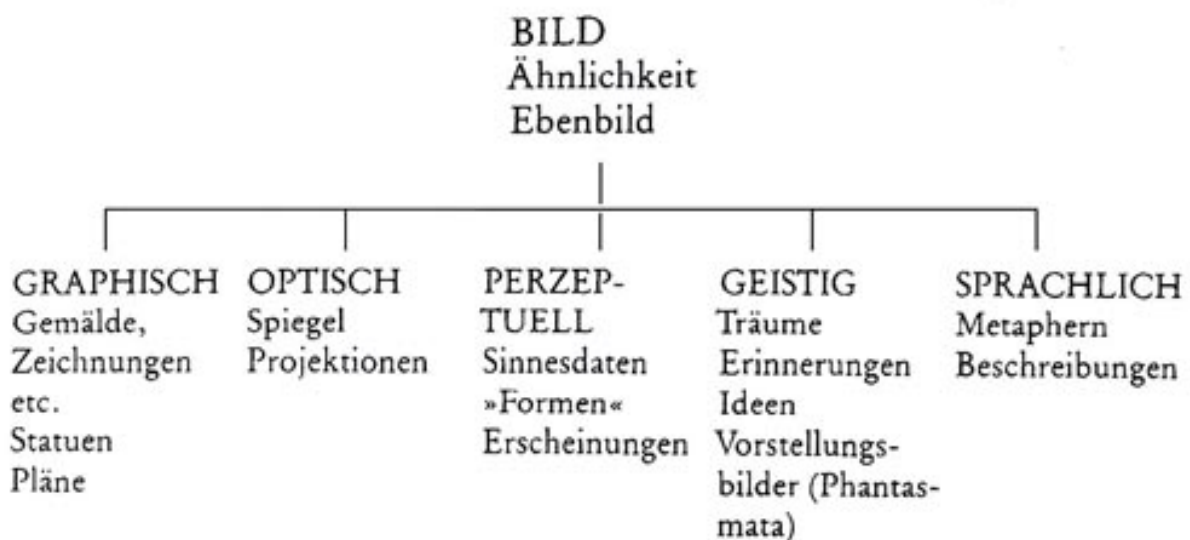 BILD
Ähnlichkeit
Ebenbild
GRAPHISCH
Gemälde,
Zeichnungen
etc.
Statuen
Pläne
OPTISCH
Spiegel
Projektionen
PERZEP-
TUELL
Sinnesdaten
»Formen«
Erscheinungen
GEISTIG
Träume
Erinnerungen
Ideen
Vorstellungs-
bilder (Phantas-
mata)
SPRACHLICH
Metaphern
Beschreibungen